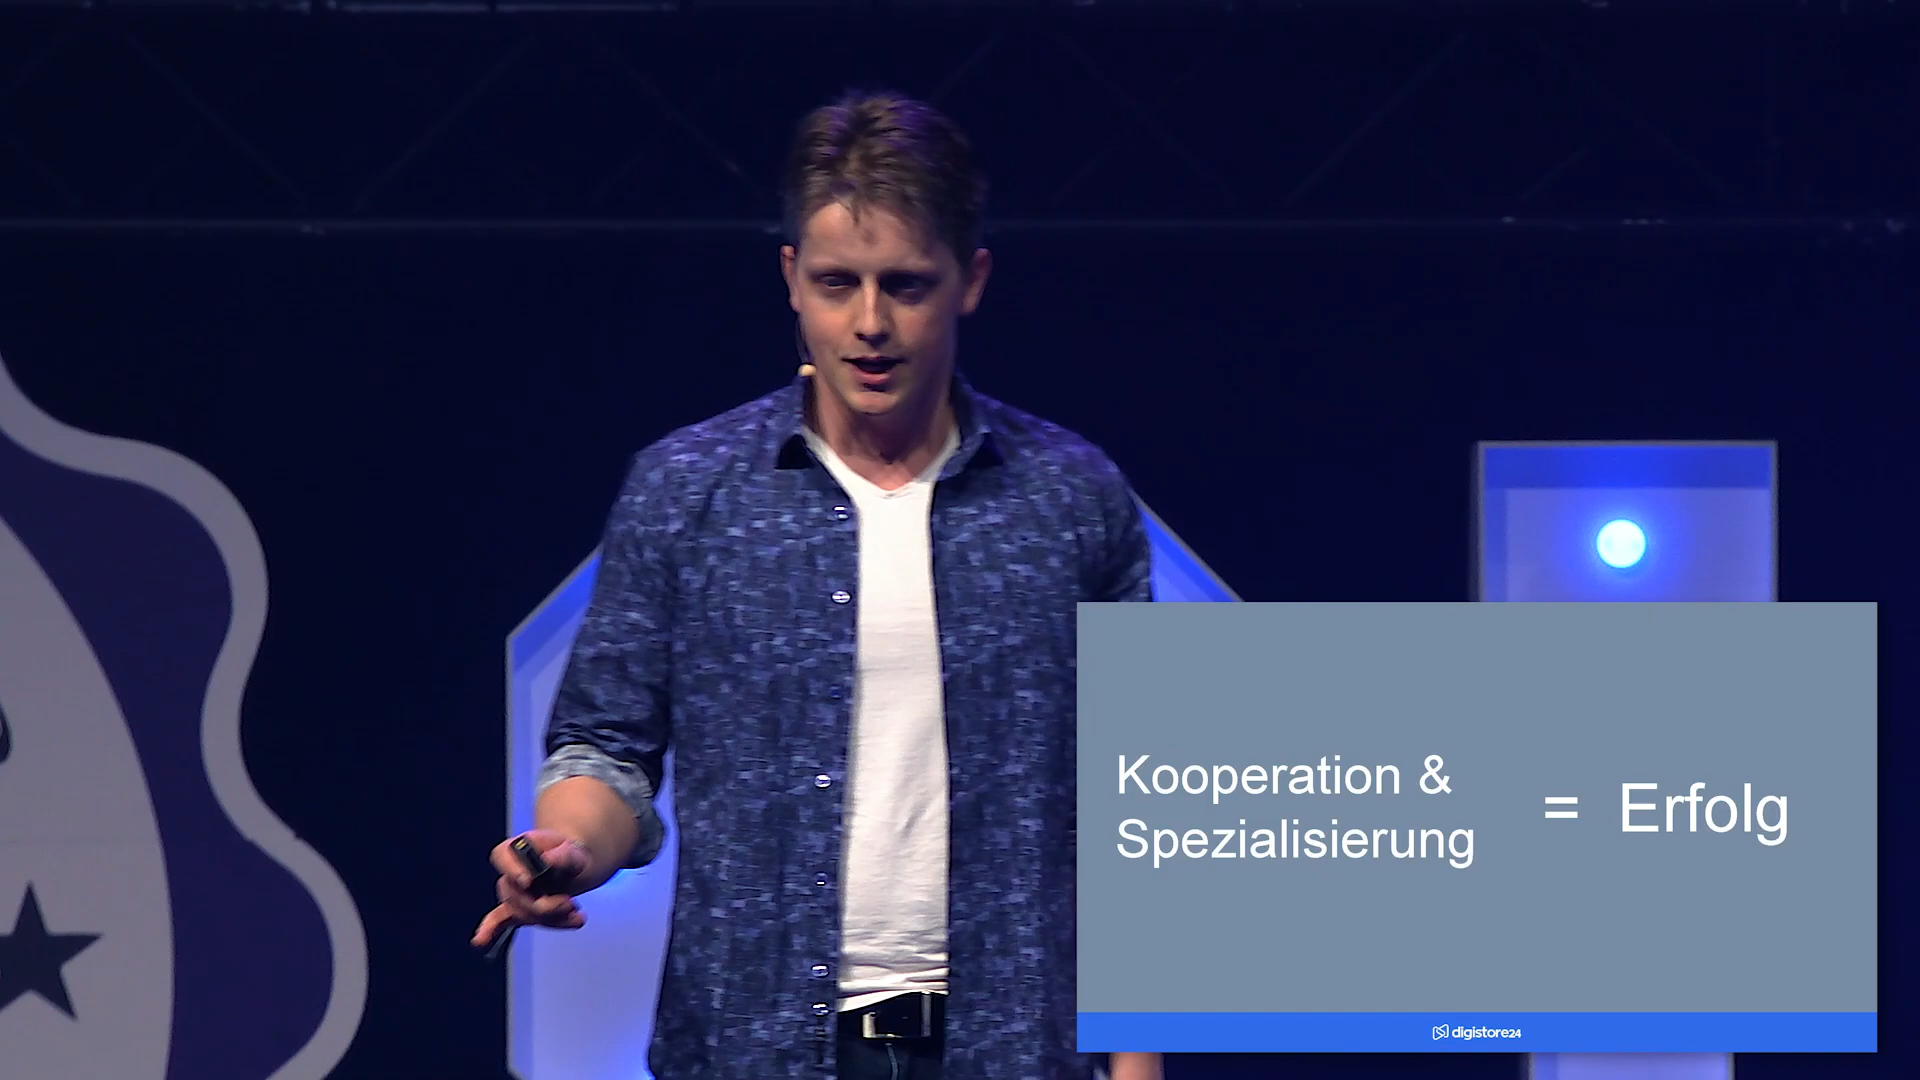 Kooperation &
Spezialisierung
= Erfolg
digistore24